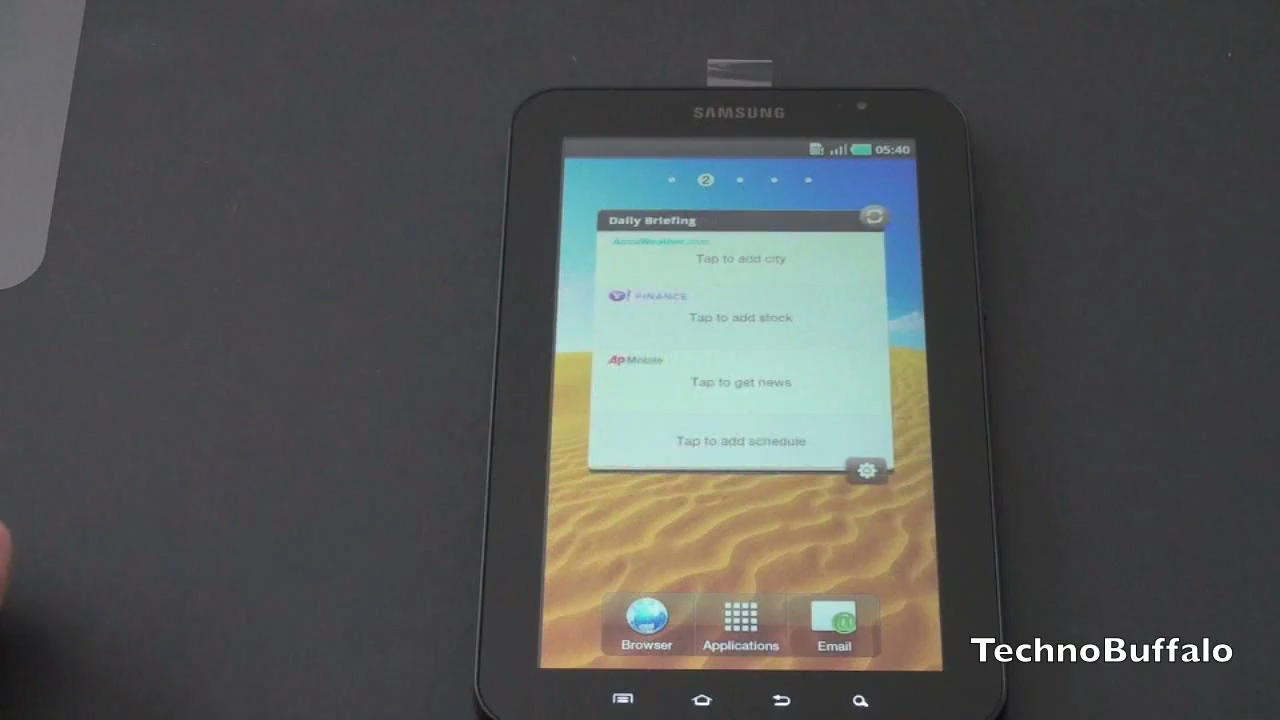 SAMSUNG
05:40
2
Daily Briefing
AccuWeather.com
Tap to add city
Y! FINANCE
Tap to add stock
AP Mobile
Tap to get news
Tap to add schedule
Browser Applications Email
TechnoBuffalo